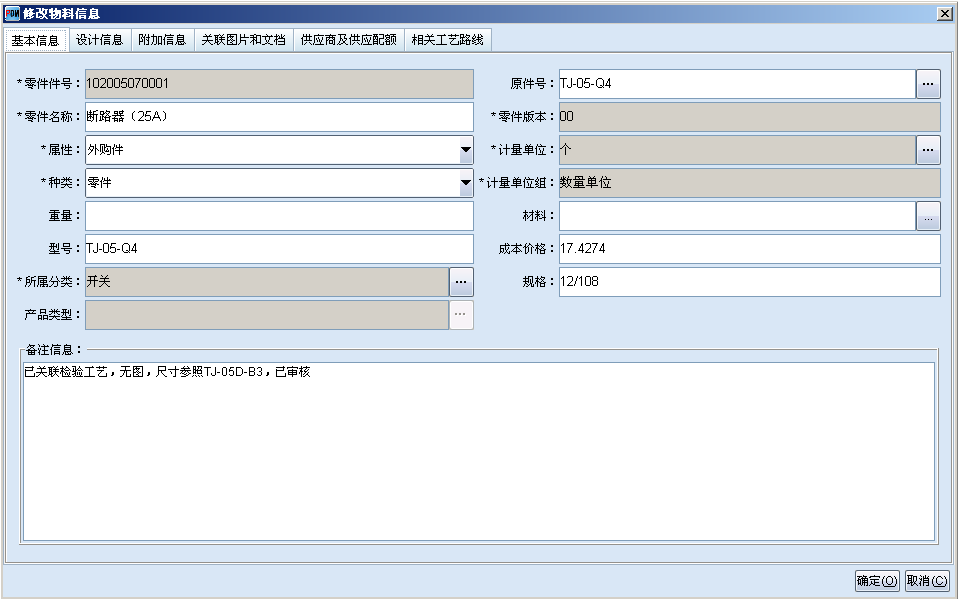 PDM 修改物料信息
基本信息 设计信息 附加信息 关联图片和文档 供应商及供应配额 相关工艺路线
*零件件号： 102005070001 原件号： TJ-05-Q4 ...
*零件名称： 断路器（25A） *零件版本： 00
*属性： 外购件 *计量单位： 个 ...
*种类： 零件 *计量单位组： 数量单位
重量： 材料： ...
型号： TJ-05-Q4 成本价格： 17.4274
*所属分类： 开关 ... 规格： 12/108
产品类型： ...
备注信息：
已关联检验工艺，无图，尺寸参照TJ-05D-B3，已审核
确定(O) 取消(C)